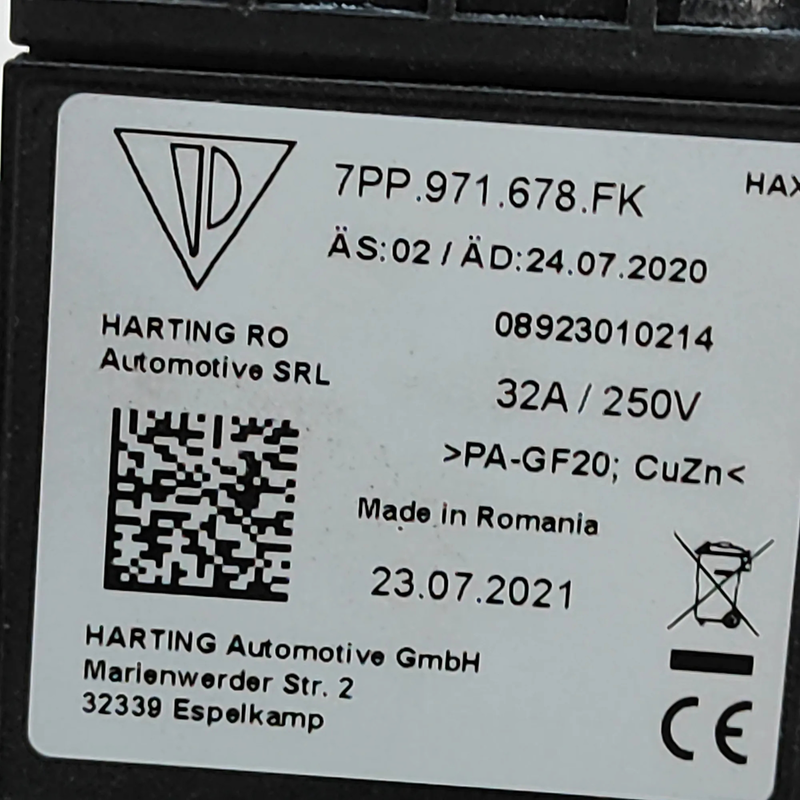 7PP.971.678.FK
HAX
ÄS:02 / ÄD:24.07.2020
08923010214
HARTING RO
Automotive SRL
32A / 250V
>PA-GF20; CuZn<
Made in Romania
23.07.2021
HARTING Automotive GmbH
Marienwerder Str. 2
32339 Espelkamp
CE